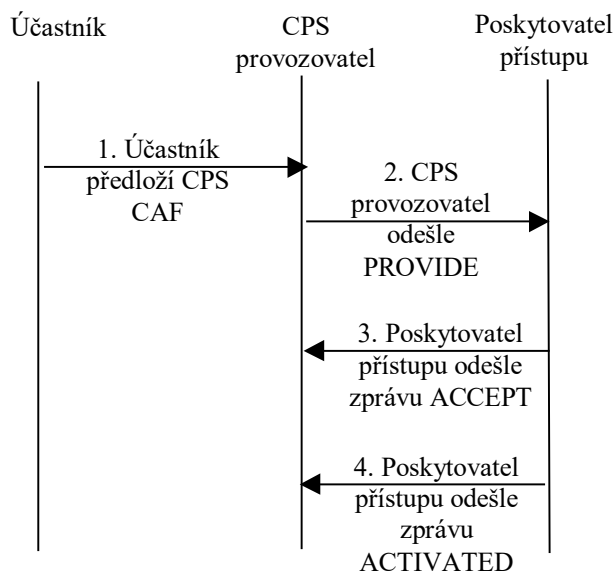 Účastník
CPS
provozovatel
Poskytovatel
přístupu
1. Účastník
předloží CPS
CAF
2. CPS
provozovatel
odešle
PROVIDE
3. Poskytovatel
přístupu odešle
zprávu ACCEPT
4. Poskytovatel
přístupu odešle
zprávu
ACTIVATED